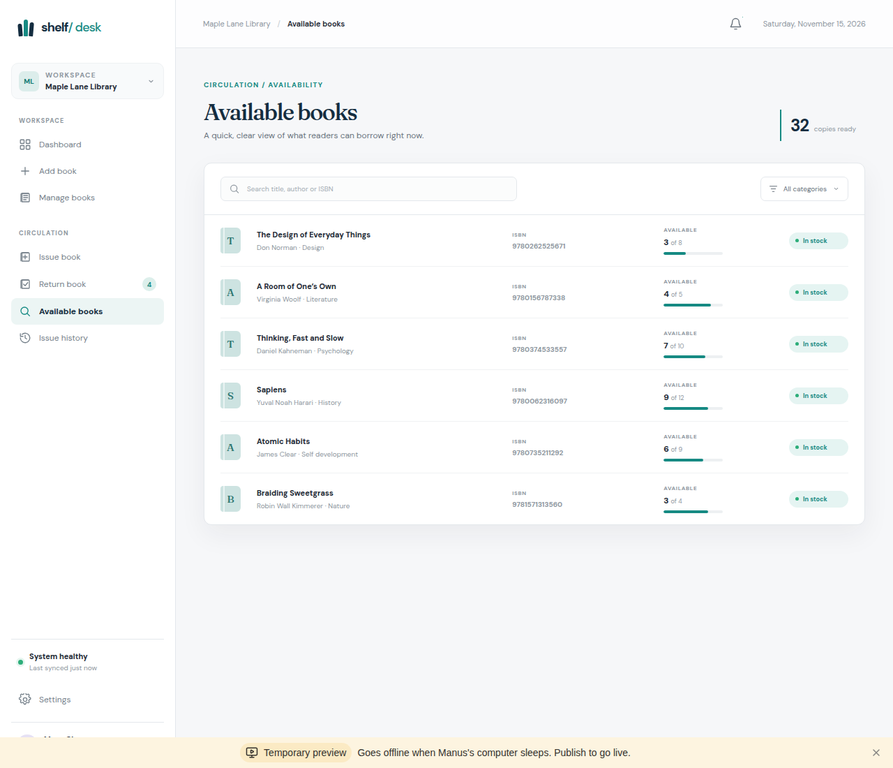 shelf/ desk
ML
WORKSPACE
Maple Lane Library
WORKSPACE
Dashboard
Add book
Manage books
CIRCULATION
Issue book
Return book 4
Available books
Issue history
System healthy
Last synced just now
Settings
Maple Lane Library / Available books
Saturday, November 15, 2026
CIRCULATION / AVAILABILITY
Available books
A quick, clear view of what readers can borrow right now.
32 copies ready
Search title, author or ISBN
All categories
T
The Design of Everyday Things
Don Norman · Design
ISBN
9780262525671
AVAILABLE
3 of 8
In stock
A
A Room of One's Own
Virginia Woolf · Literature
ISBN
9780156787338
AVAILABLE
4 of 5
In stock
T
Thinking, Fast and Slow
Daniel Kahneman · Psychology
ISBN
9780374533557
AVAILABLE
7 of 10
In stock
S
Sapiens
Yuval Noah Harari · History
ISBN
9780062316097
AVAILABLE
9 of 12
In stock
A
Atomic Habits
James Clear · Self development
ISBN
9780735211292
AVAILABLE
6 of 9
In stock
B
Braiding Sweetgrass
Robin Wall Kimmerer · Nature
ISBN
9781571313560
AVAILABLE
3 of 4
In stock
Temporary preview Goes offline when Manus's computer sleeps. Publish to go live.